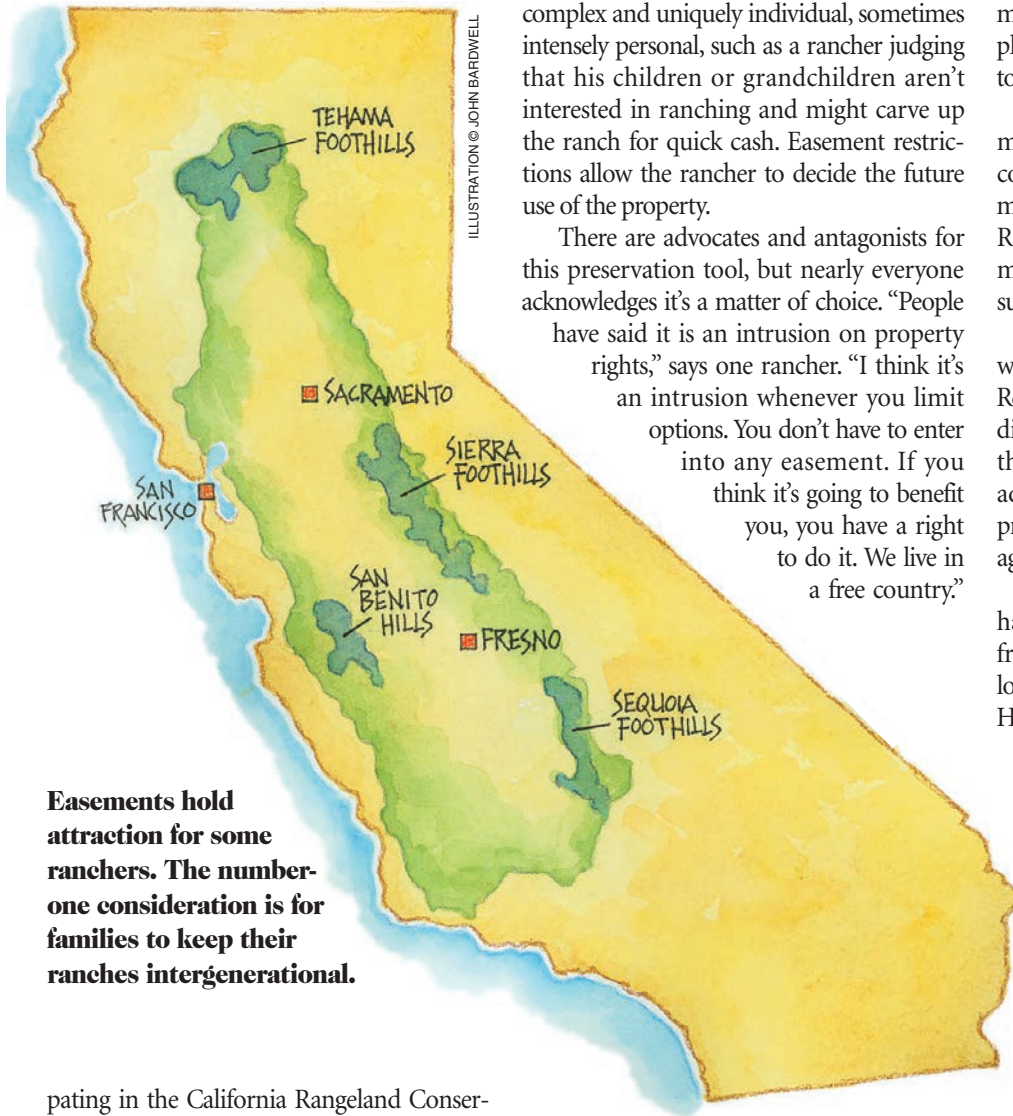 ILLUSTRATION © JOHN BARDWELL
TEHAMA
FOOTHILLS
SACRAMENTO
SAN
FRANCISCO
SIERRA
FOOTHILLS
SAN
BENITO
HILLS
FRESNO
SEQUOIA
FOOTHILLS
Easements hold
attraction for some
ranchers. The number-
one consideration is for
families to keep their
ranches intergenerational.
pating in the California Rangeland Conser-
complex and uniquely individual, sometimes
intensely personal, such as a rancher judging
that his children or grandchildren aren’t
interested in ranching and might carve up
the ranch for quick cash. Easement restric-
tions allow the rancher to decide the future
use of the property.
There are advocates and antagonists for
this preservation tool, but nearly everyone
acknowledges it’s a matter of choice. “People
have said it is an intrusion on property
rights,” says one rancher. “I think it’s
an intrusion whenever you limit
options. You don’t have to enter
into any easement. If you
think it’s going to benefit
you, you have a right
to do it. We live in
a free country.”